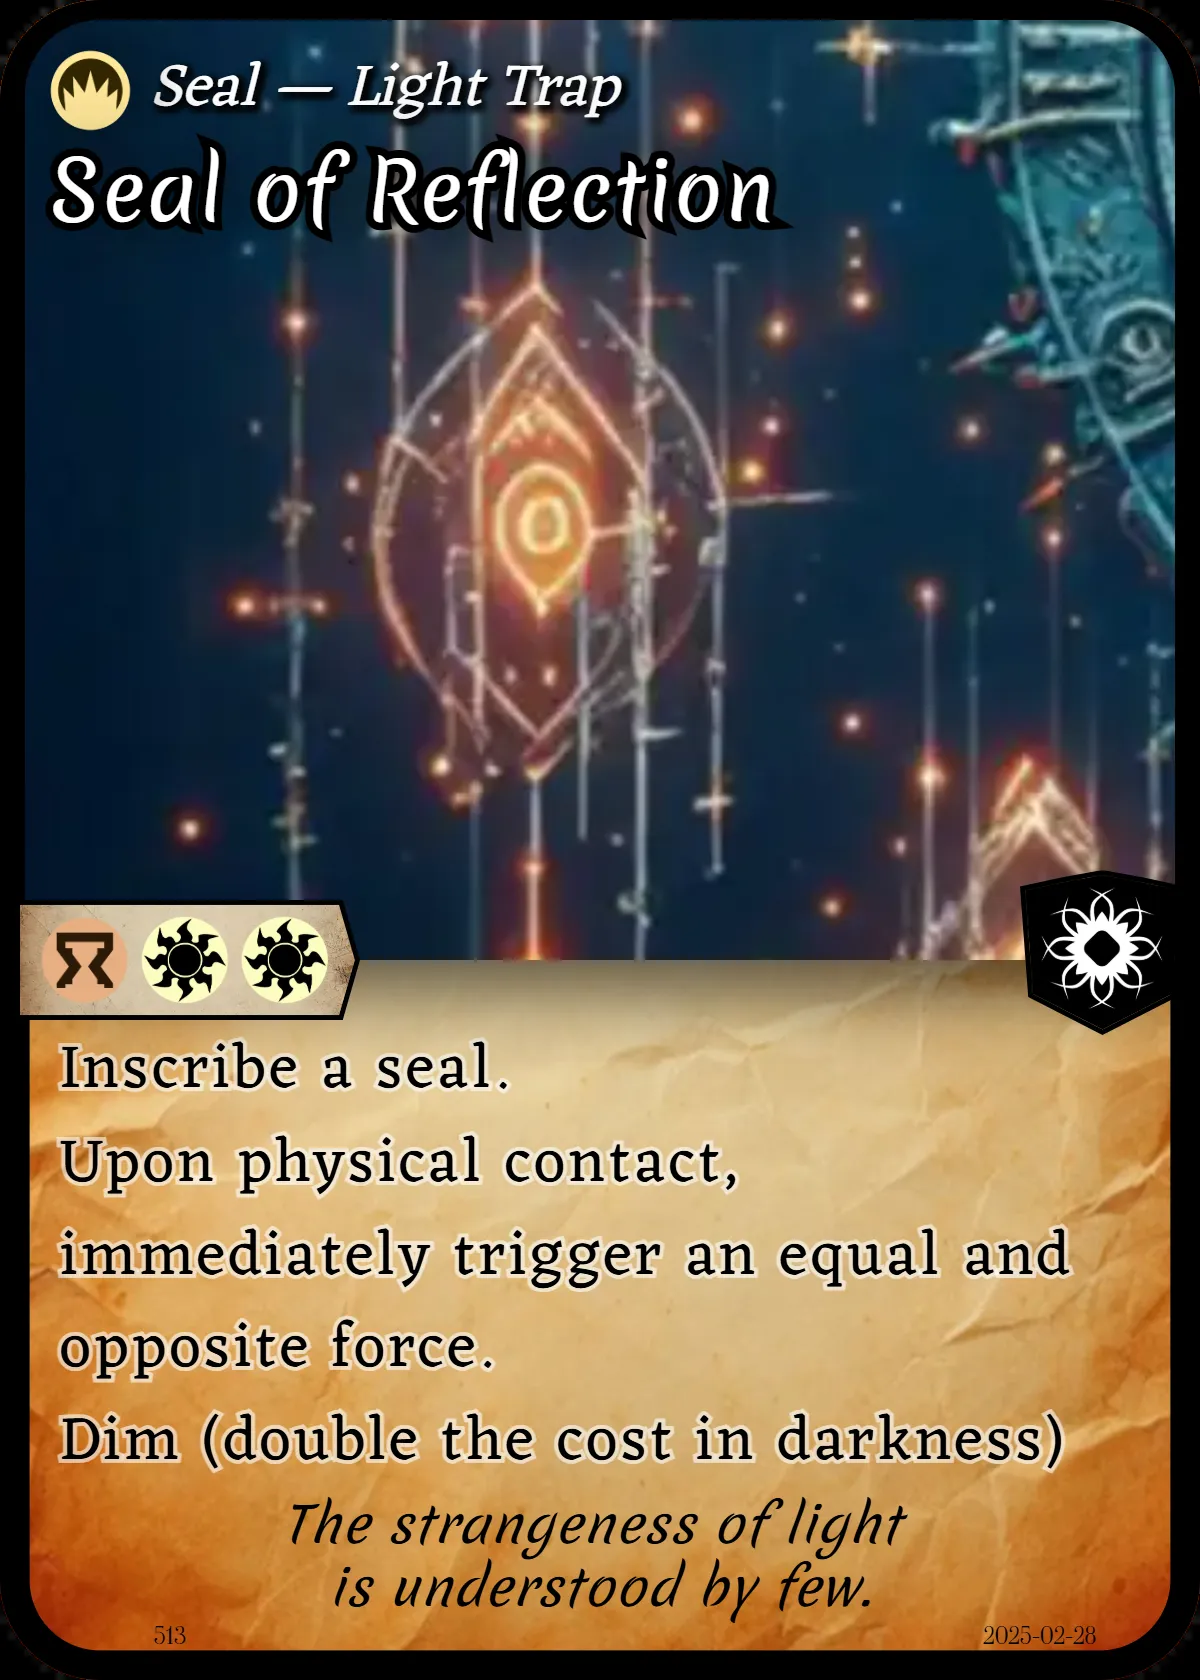 Seal — Light Trap
Seal of Reflection
Inscribe a seal.
Upon physical contact,
immediately trigger an equal and
opposite force.
Dim (double the cost in darkness)
The strangeness of light
is understood by few.
513
2025-02-28